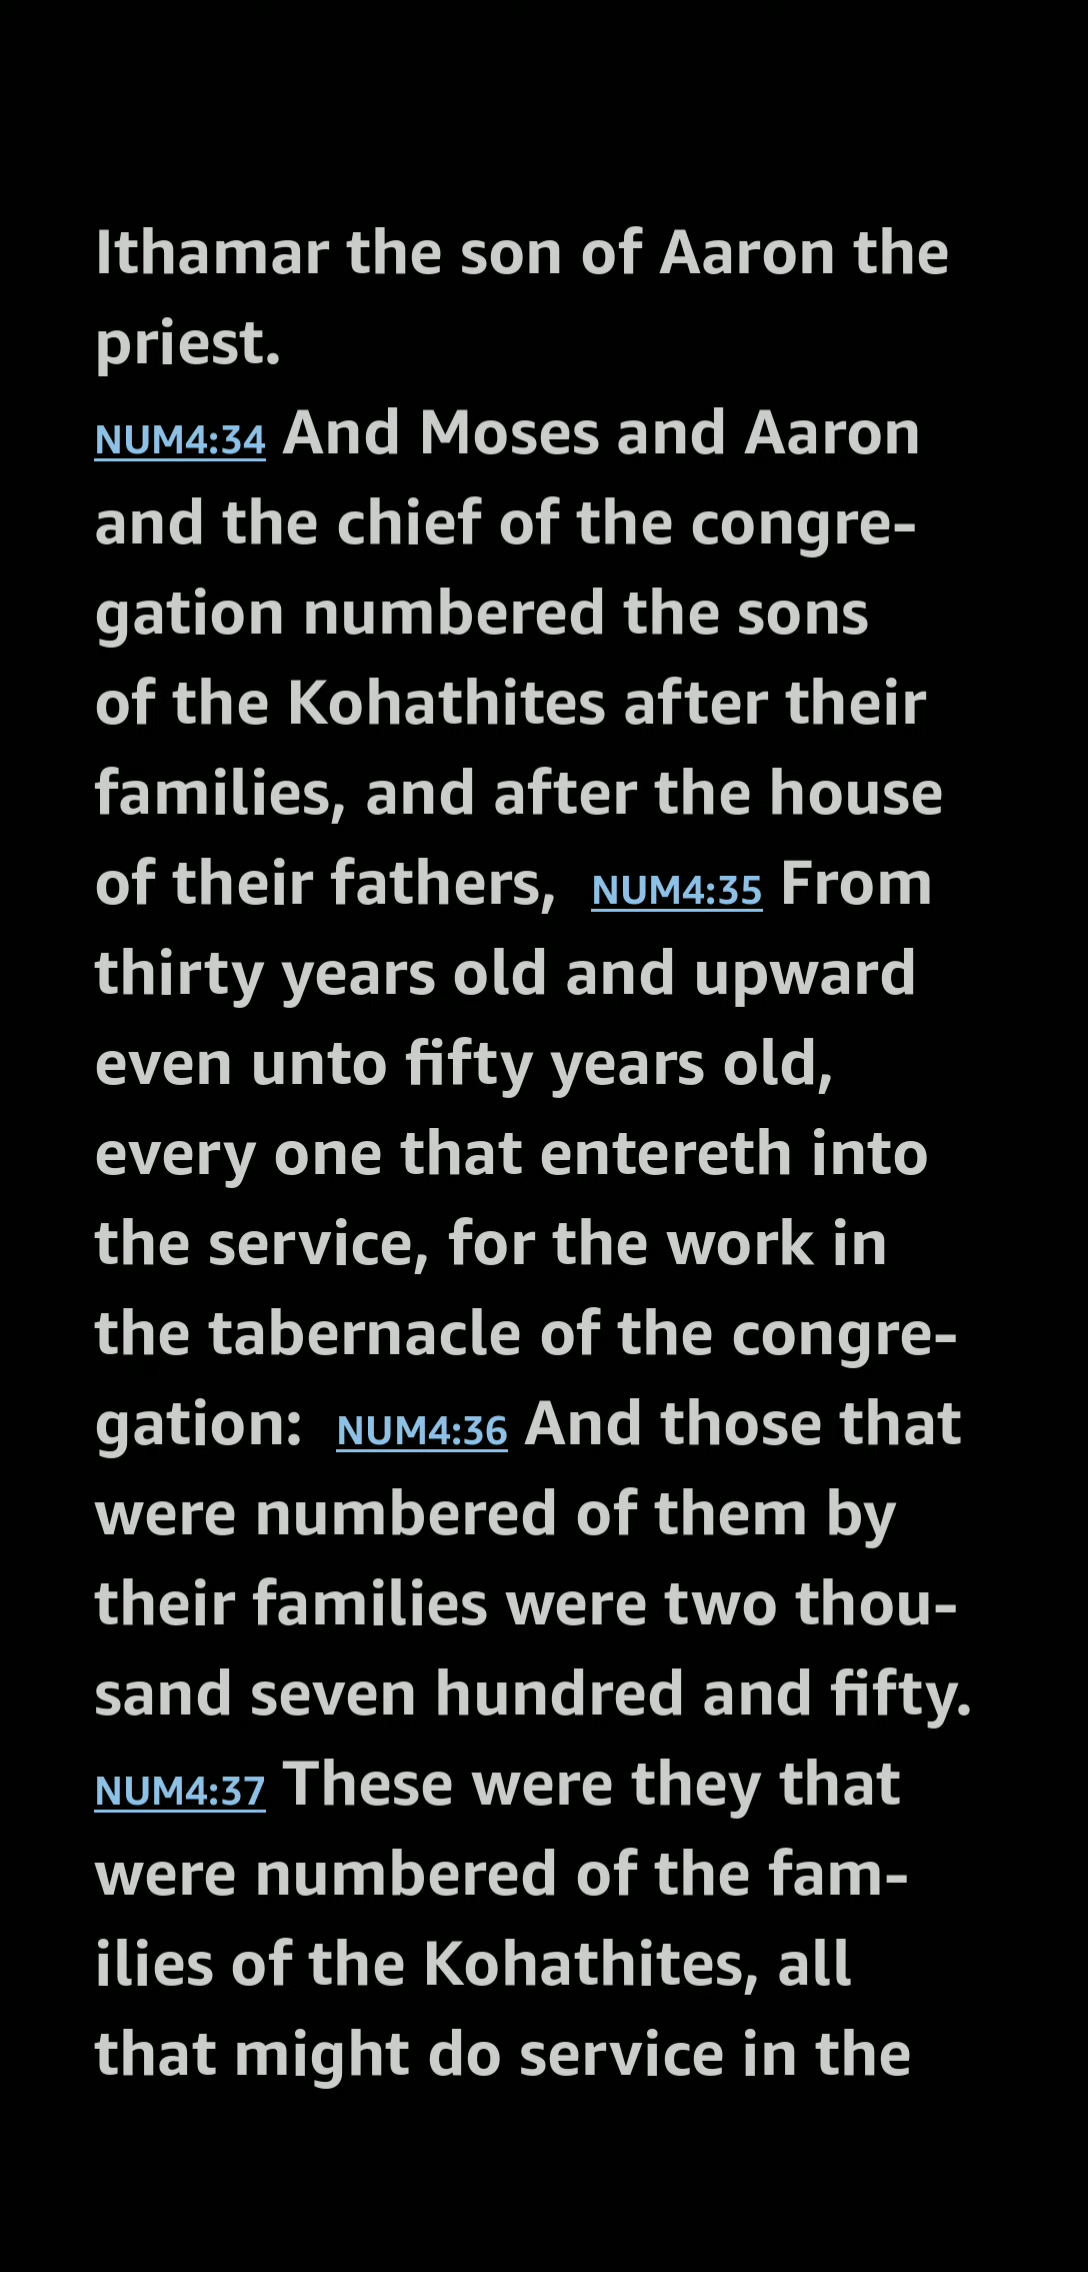 Ithamar the son of Aaron the
priest.
NUM4:34 And Moses and Aaron
and the chief of the congre-
gation numbered the sons
of the Kohathites after their
families, and after the house
of their fathers, NUM4:35 From
thirty years old and upward
even unto fifty years old,
every one that entereth into
the service, for the work in
the tabernacle of the congre-
gation: NUM4:36 And those that
were numbered of them by
their families were two thou-
sand seven hundred and fifty.
NUM4:37 These were they that
were numbered of the fam-
ilies of the Kohathites, all
that might do service in the